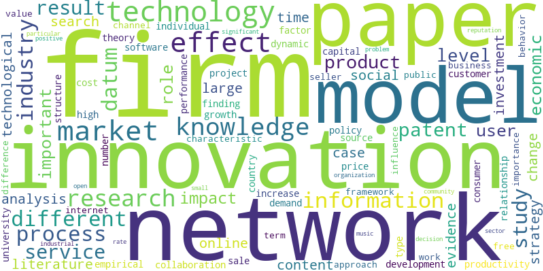 value
particular
positive
result
search
channel
individual
theory
software
technology
time
factor
dynamic
paper
reputation
problem
significant
behavior
industry
firm
effect
datum
role
cost
project
large
finding
growth
performance
capital
seller
product
social
public
level
business
customer
investment
economic
technological
structure
high
important
market
number
knowledge
characteristic
model
policy
source
patent
user
case
price
organization
influence
change
difference
analysis
innovation
research
impact
country
increase
demand
framework
information
consumer
evidence
relationship
importance
study
strategy
university
different
process
service
internet
open
small
network
online
term
type
community
free
literature
industrial
empirical
rate
collaboration
sale
music
content
approach
decision
development
work
sector
productivity